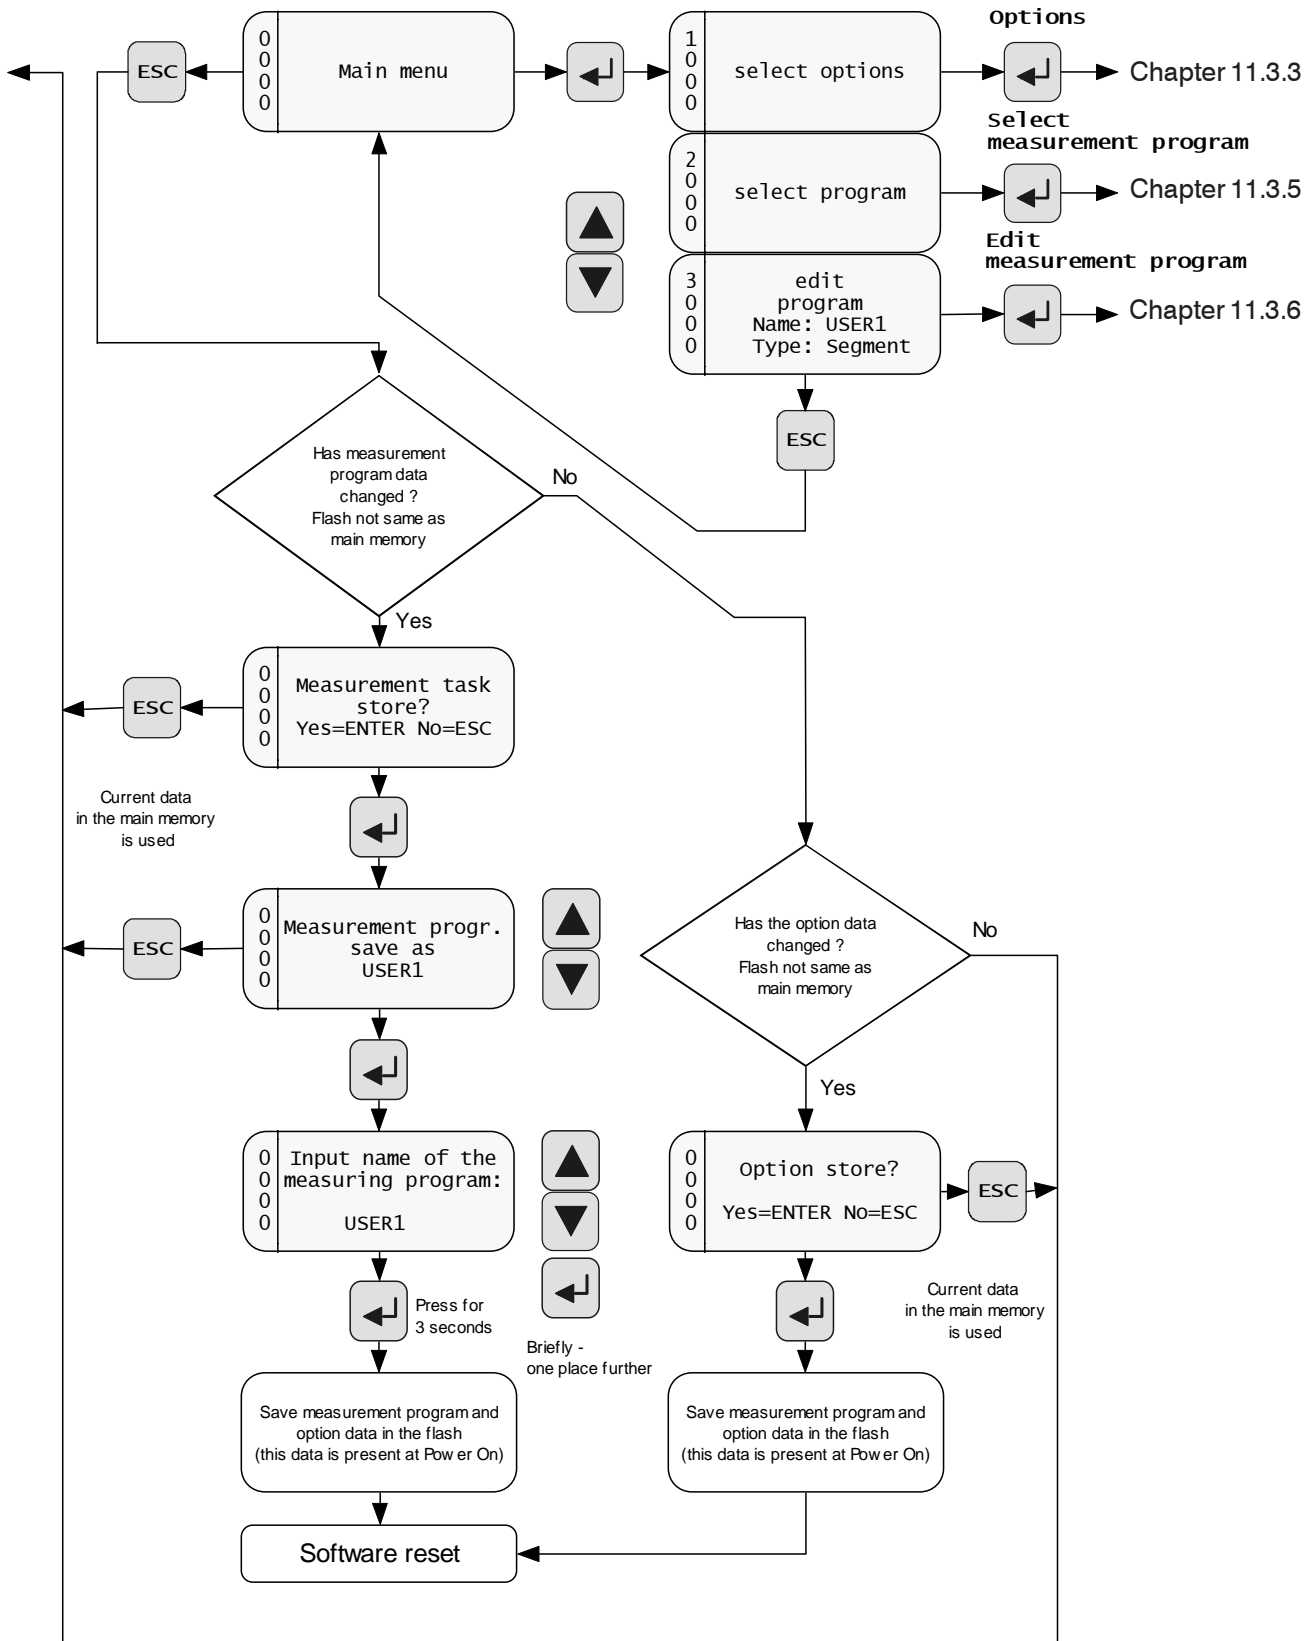 Options
0
0
0
0
Main menu
ESC
1
0
0
0
select options
Chapter 11.3.3
Select
measurement program
2
0
0
0
select program
Chapter 11.3.5
Edit
measurement program
3
0
0
0
edit
program
Name: USER1
Type: Segment
Chapter 11.3.6
ESC
Has measurement
program data
changed ?
Flash not same as
main memory
No
Yes
0
0
0
0
Measurement task
store?
Yes=ENTER No=ESC
ESC
Current data
in the main memory
is used
0
0
0
0
Measurement progr.
save as
USER1
ESC
Has the option data
changed ?
Flash not same as
main memory
No
Yes
0
0
0
0
Input name of the
measuring program:
USER1
0
0
0
0
Option store?
Yes=ENTER No=ESC
ESC
Press for
3 seconds
Briefly -
one place further
Current data
in the main memory
is used
Save measurement program and
option data in the flash
(this data is present at Power On)
Save measurement program and
option data in the flash
(this data is present at Power On)
Software reset